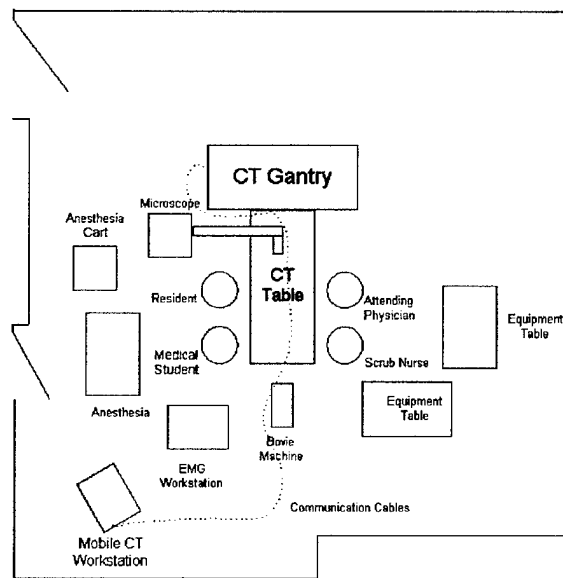 CT Gantry
Microscope
Anesthesia
Cart
CT
Table
Resident
Attending
Physician
Equipment
Table
Medical
Student
Scrub Nurse
Anesthesia
Equipment
Table
Bovie
Machine
EMG
Workstation
Communication Cables
Mobile CT
Workstation